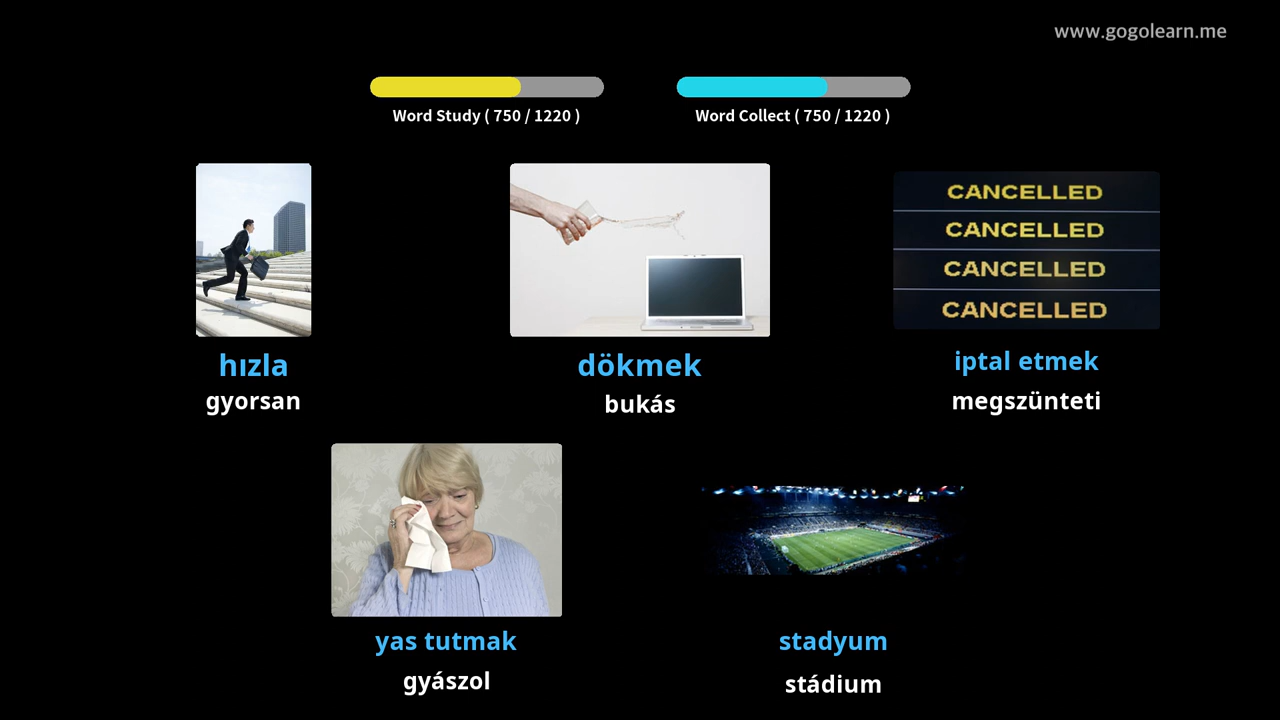 www.gogolearn.me
Word Study ( 750 / 1220 )
Word Collect ( 750 / 1220 )
CANCELLED
CANCELLED
CANCELLED
CANCELLED
hızla
gyorsan
dökmek
bukás
iptal etmek
megszünteti
yas tutmak
gyászol
stadyum
stádium